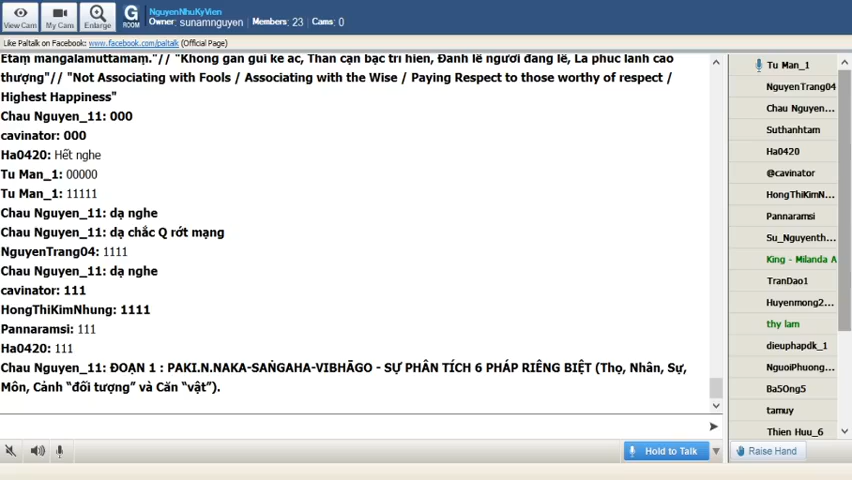 View Cam
My Cam
Enlarge
G
ROOM
NguyenNhuKyVien
Owner: sunamnguyen Members: 23 Cams: 0
Like Paltalk on Facebook: www.facebook.com/paltalk (Official Page)
Etaṃ maṅgalamuttamaṃ."// "Không gần gũi kẻ ác, Thân cận bậc trí hiền, Đảnh lễ người đáng lễ, Là phúc lành cao
thượng"// "Not Associating with Fools / Associating with the Wise / Paying Respect to those worthy of respect /
Highest Happiness"
Chau Nguyen_11: 000
cavinator: 000
Ha0420: Hết nghe
Tu Man_1: 00000
Tu Man_1: 11111
Chau Nguyen_11: dạ nghe
Chau Nguyen_11: dạ chắc Q rớt mạng
NguyenTrang04: 1111
Chau Nguyen_11: dạ nghe
cavinator: 111
HongThiKimNhung: 1111
Pannaramsi: 111
Ha0420: 111
Chau Nguyen_11: ĐOẠN 1 : PAKI.N.NAKA-SAṄGAHA-VIBHĀGO - SỰ PHÂN TÍCH 6 PHÁP RIÊNG BIỆT (Thọ, Nhân, Sự,
Môn, Cảnh "đối tượng" và Căn "vật").
Tu Man_1
NguyenTrang04
Chau Nguyen...
Suthanhtam
Ha0420
@cavinator
HongThiKimN...
Pannaramsi
Su_Nguyenth...
King - Milanda A
TranDao1
Huyenmong2...
thy lam
dieuphapdk_1
NguoiPhuong...
Ba5Ong5
tamuy
Thien Huu_6
Hold to Talk
Raise Hand